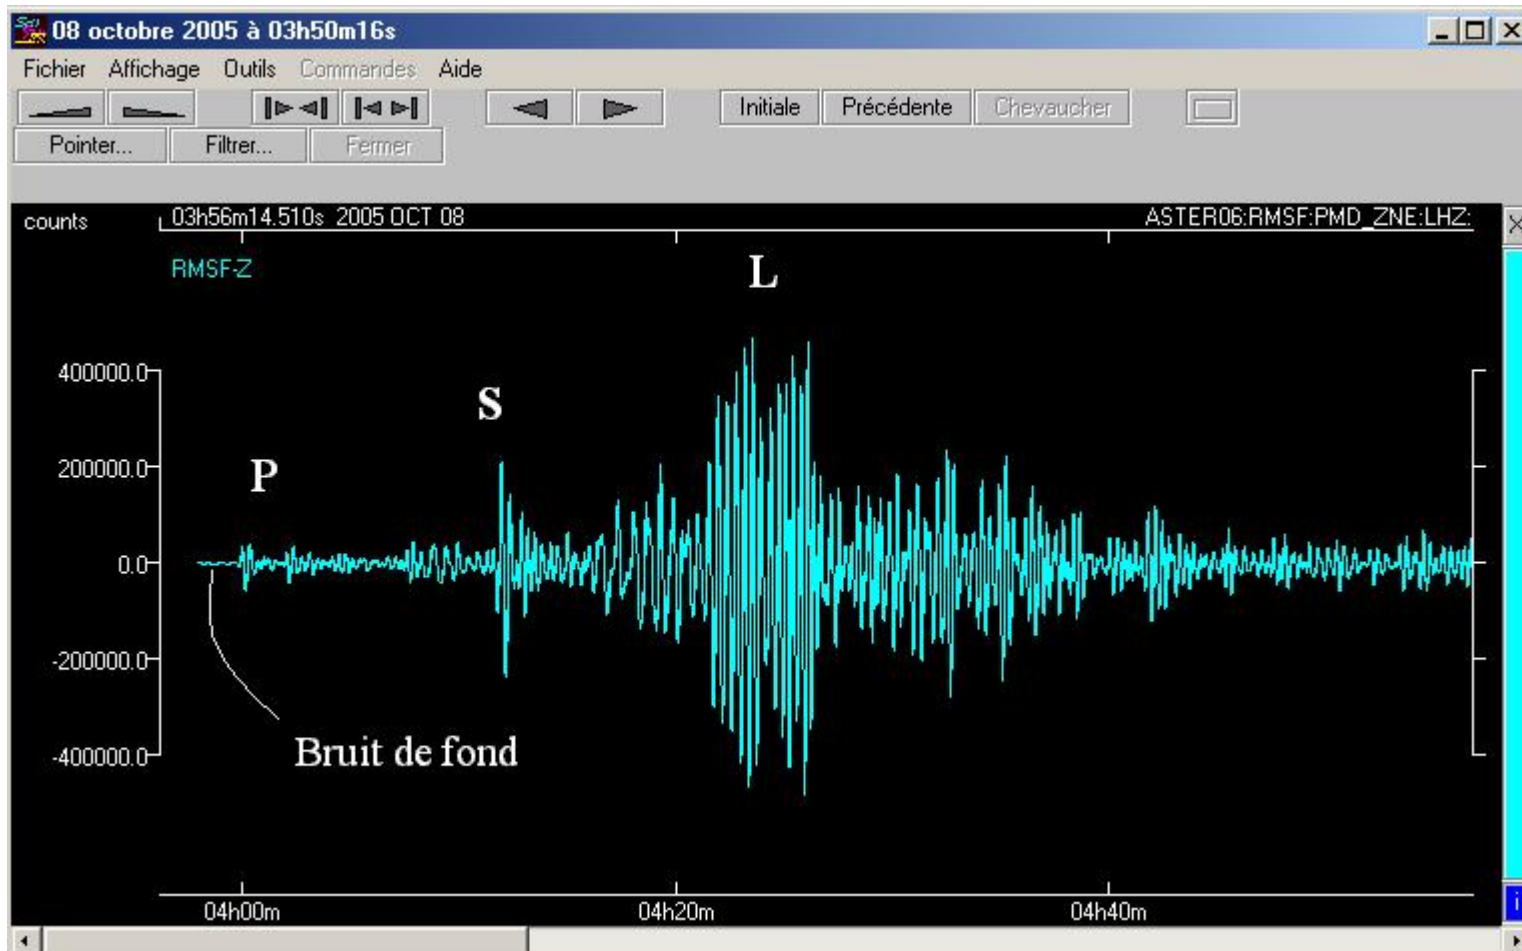 08 octobre 2005 à 03h50m16s
Fichier Affichage Outils Commandes Aide
Initiale Précédente Chevaucher
Pointer... Filtrer... Fermer
counts 03h56m14.510s 2005 OCT 08 ASTER06:RMSF:PMD_ZNE:LHZ:
RMSF-Z
L
400000.0
S
200000.0
P
0.0
-200000.0
Bruit de fond
-400000.0
04h00m 04h20m 04h40m
i